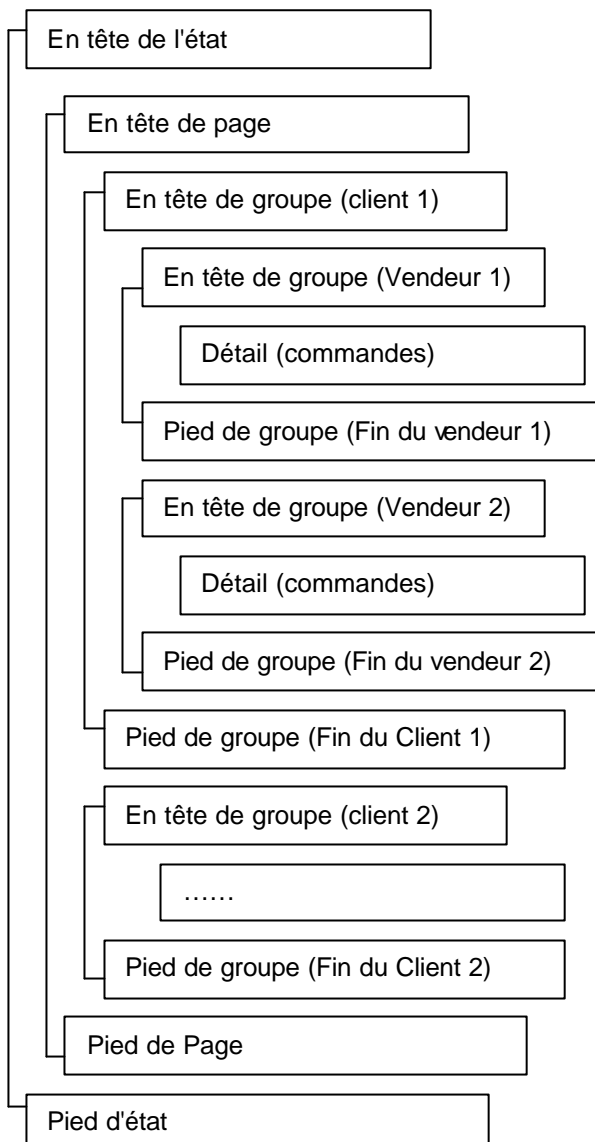 En tête de l'état
En tête de page
En tête de groupe (client 1)
En tête de groupe (Vendeur 1)
Détail (commandes)
Pied de groupe (Fin du vendeur 1)
En tête de groupe (Vendeur 2)
Détail (commandes)
Pied de groupe (Fin du vendeur 2)
Pied de groupe (Fin du Client 1)
En tête de groupe (client 2)
……
Pied de groupe (Fin du Client 2)
Pied de Page
Pied d'état